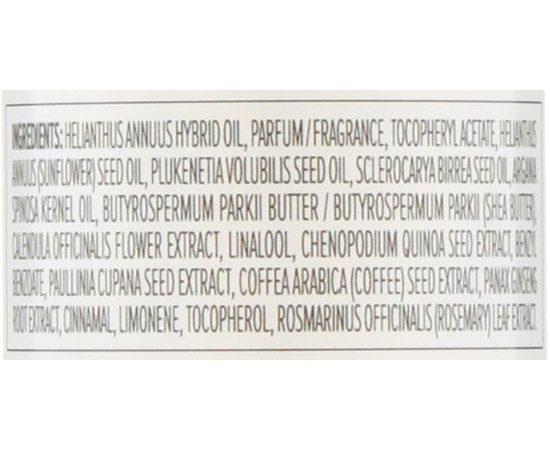 INGREDIENTS: HELIANTHUS ANNUUS HYBRID OIL, PARFUM / FRAGRANCE, TOCOPHERYL ACETATE, HELIANTHUS
ANNUUS (SUNFLOWER) SEED OIL, PLUKENETIA VOLUBILIS SEED OIL, SCLEROCARYA BIRREA SEED OIL, ARGANIA
SPINOSA KERNEL OIL, BUTYROSPERMUM PARKII BUTTER / BUTYROSPERMUM PARKII (SHEA BUTTER),
CALENDULA OFFICINALIS FLOWER EXTRACT, LINALOOL, CHENOPODIUM QUINOA SEED EXTRACT, BENZYL
BENZOATE, PAULLINIA CUPANA SEED EXTRACT, COFFEA ARABICA (COFFEE) SEED EXTRACT, PANAX GINSENG
ROOT EXTRACT, CINNAMAL, LIMONENE, TOCOPHEROL, ROSMARINUS OFFICINALIS (ROSEMARY) LEAF EXTRACT.